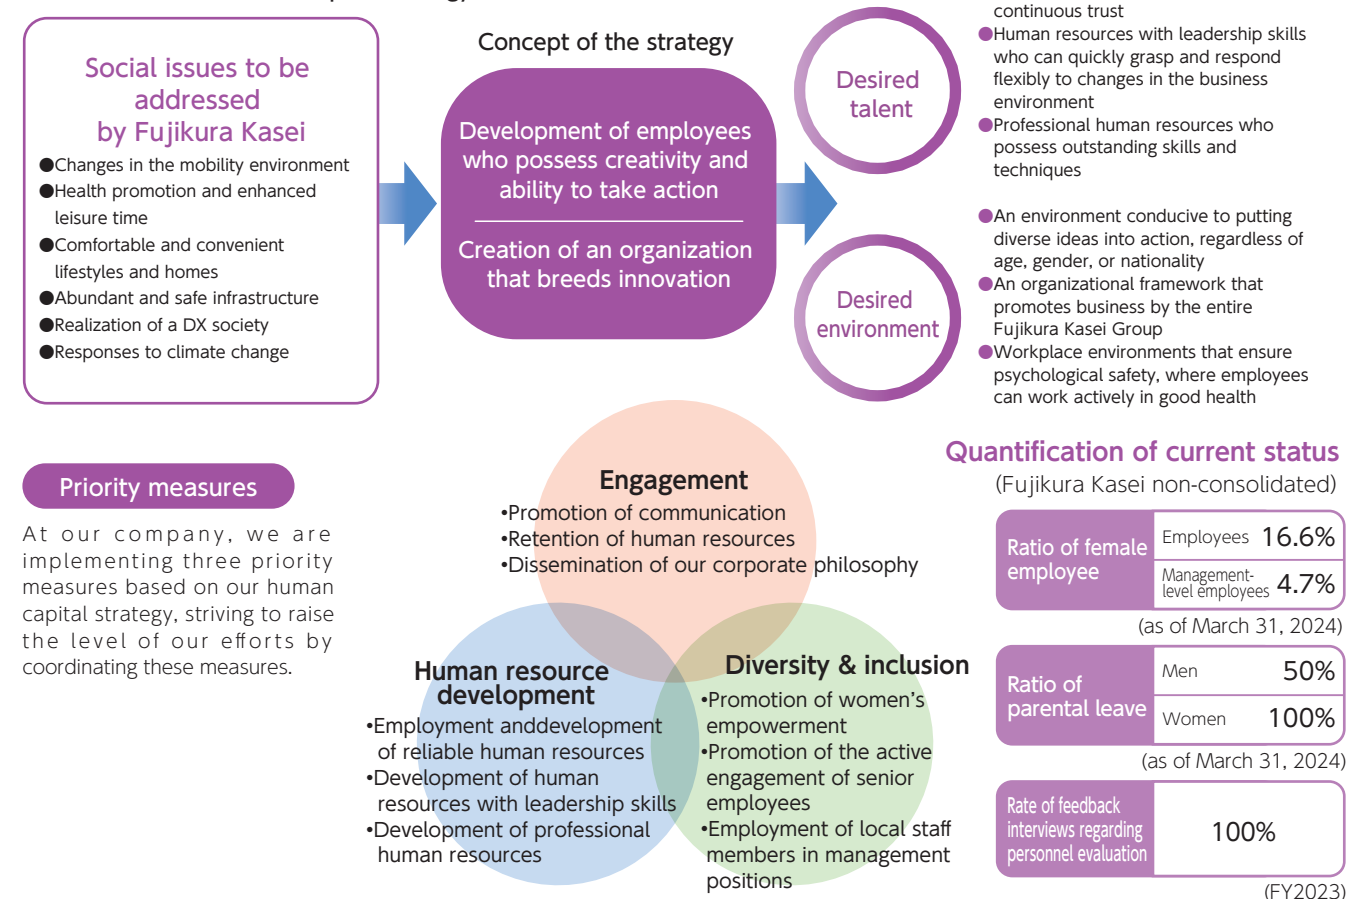 Social issues to be
addressed
by Fujikura Kasei
●Changes in the mobility environment
●Health promotion and enhanced
leisure time
●Comfortable and convenient
lifestyles and homes
●Abundant and safe infrastructure
●Realization of a DX society
●Responses to climate change
Concept of the strategy
Development of employees
who possess creativity and
ability to take action
Creation of an organization
that breeds innovation
Desired
talent
continuous trust
●Human resources with leadership skills
who can quickly grasp and respond
flexibly to changes in the business
environment
●Professional human resources who
possess outstanding skills and
techniques
Desired
environment
●An environment conducive to putting
diverse ideas into action, regardless of
age, gender, or nationality
●An organizational framework that
promotes business by the entire
Fujikura Kasei Group
●Workplace environments that ensure
psychological safety, where employees
can work actively in good health
Priority measures
At our company, we are
implementing three priority
measures based on our human
capital strategy, striving to raise
the level of our efforts by
coordinating these measures.
Engagement
•Promotion of communication
•Retention of human resources
•Dissemination of our corporate philosophy
Human resource
development
•Employment anddevelopment
of reliable human resources
•Development of human
resources with leadership skills
•Development of professional
human resources
Diversity & inclusion
•Promotion of women's
empowerment
•Promotion of the active
engagement of senior
employees
•Employment of local staff
members in management
positions
Quantification of current status
(Fujikura Kasei non-consolidated)
Ratio of female
employee
Employees 16.6%
Management-
level employees 4.7%
(as of March 31, 2024)
Ratio of
parental leave
Men 50%
Women 100%
(as of March 31, 2024)
Rate of feedback
interviews regarding
personnel evaluation
100%
(FY2023)